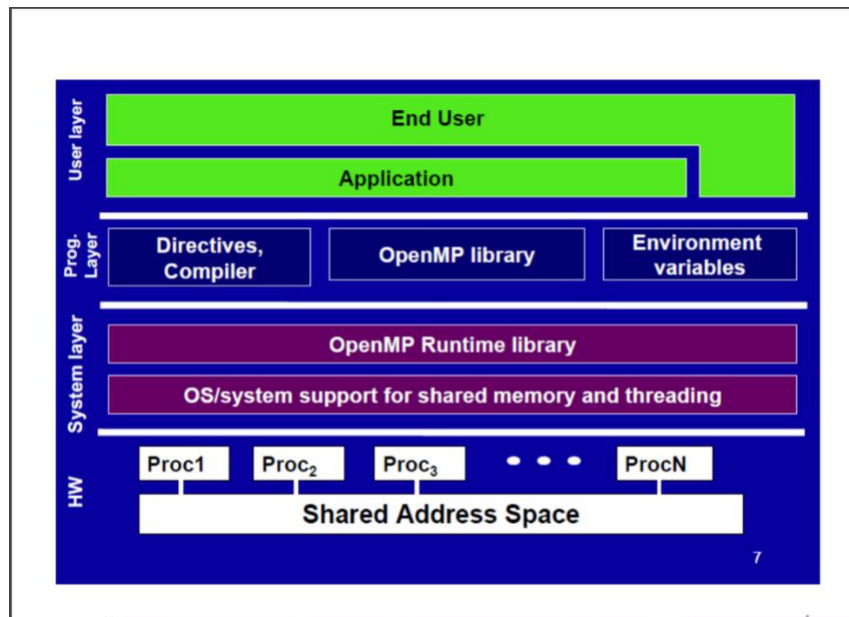 User layer
End User
Application
Prog.
Layer
Directives,
Compiler
OpenMP library
Environment
variables
System layer
OpenMP Runtime library
OS/system support for shared memory and threading
HW
Proc1
Proc₂
Proc₃
• • •
ProcN
Shared Address Space
7